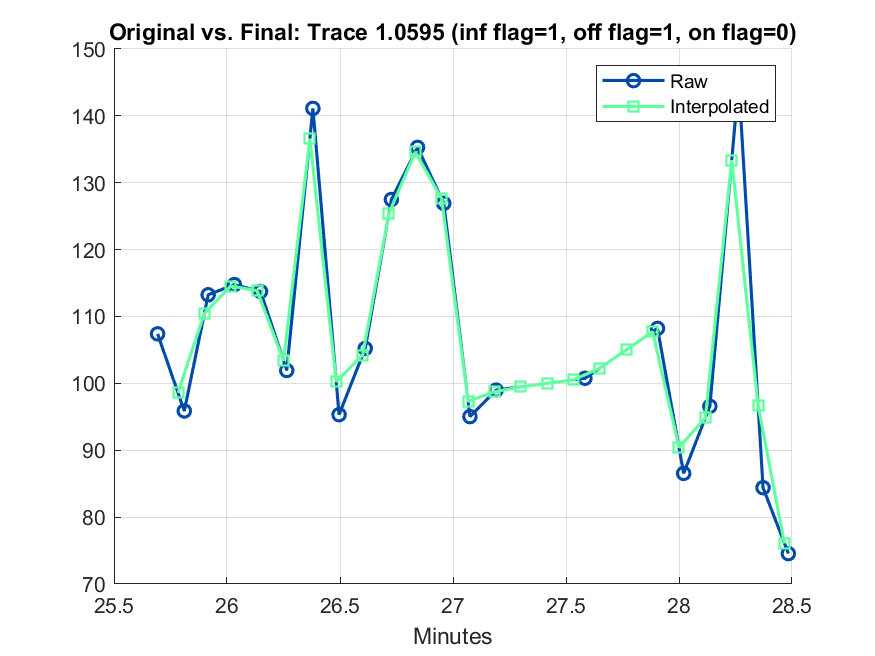 Original vs. Final: Trace 1.0595 (inf flag=1, off flag=1, on flag=0)
150
140
130
120
110
100
90
80
70
Raw
Interpolated
25.5 26 26.5 27 27.5 28 28.5
Minutes